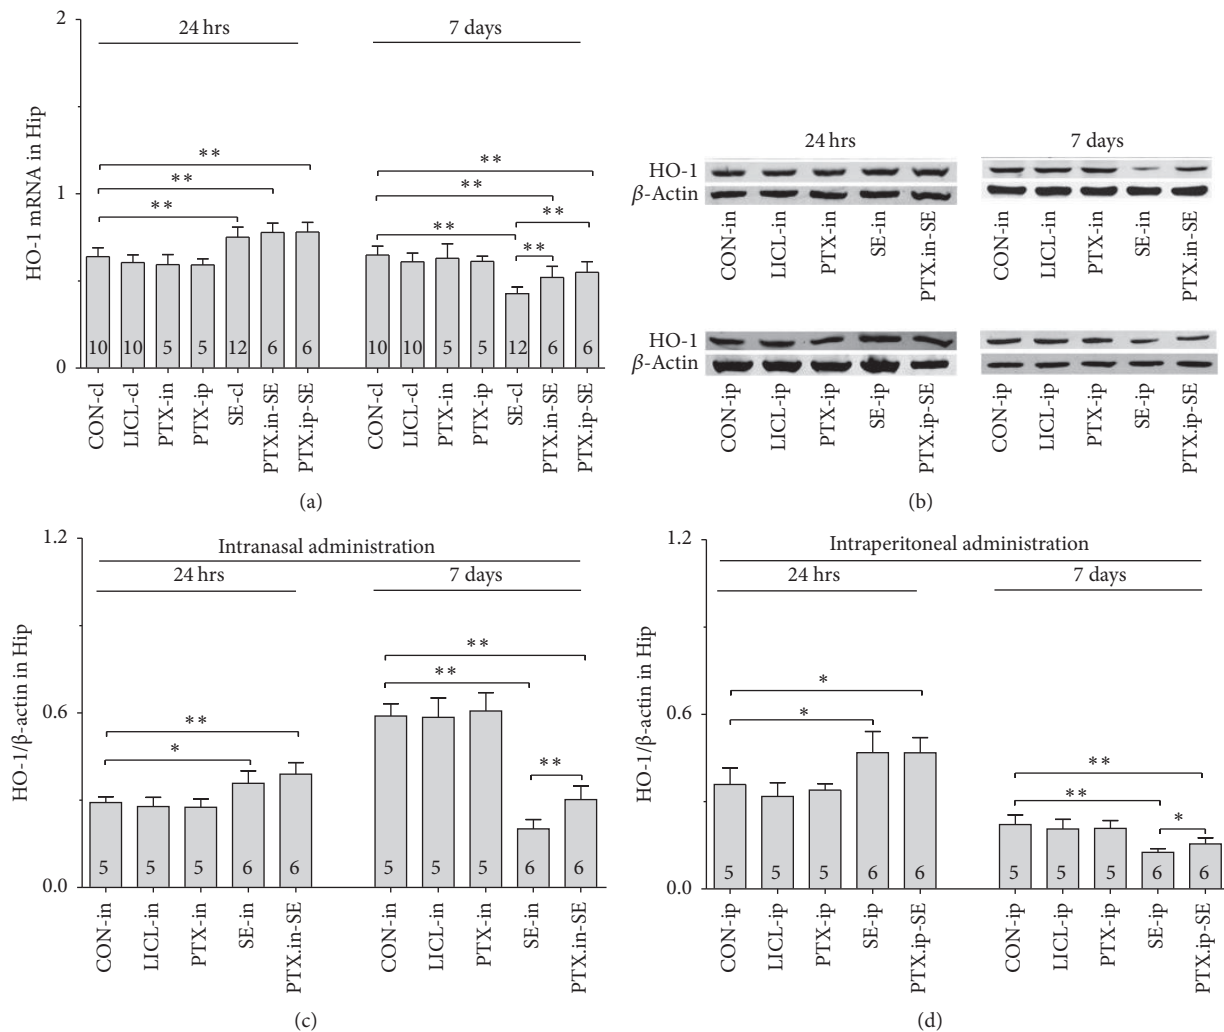 2
1
0
HO-1 mRNA in Hip
24 hrs
7 days
** ** **
** ** ** ** **
10 10 5 5 12 6 6
10 10 5 5 12 6 6
CON-cl LICL-cl PTX-in PTX-ip SE-cl PTX.in-SE PTX.ip-SE
CON-cl LICL-cl PTX-in PTX-ip SE-cl PTX.in-SE PTX.ip-SE
(a)
24 hrs
7 days
HO-1
β-Actin
CON-in LICL-in PTX-in SE-in PTX.in-SE
CON-in LICL-in PTX-in SE-in PTX.in-SE
HO-1
β-Actin
CON-ip LICL-ip PTX-ip SE-ip PTX.ip-SE
CON-ip LICL-ip PTX-ip SE-ip PTX.ip-SE
(b)
1.2
0.6
0.0
HO-1/β-actin in Hip
Intranasal administration
24 hrs
7 days
** *
** ** **
5 5 5 6 6
5 5 5 6 6
CON-in LICL-in PTX-in SE-in PTX.in-SE
CON-in LICL-in PTX-in SE-in PTX.in-SE
(c)
1.2
0.6
0.0
HO-1/β-actin in Hip
Intraperitoneal administration
24 hrs
7 days
* *
** ** *
5 5 5 6 6
5 5 5 6 6
CON-ip LICL-ip PTX-ip SE-ip PTX.ip-SE
CON-ip LICL-ip PTX-ip SE-ip PTX.ip-SE
(d)